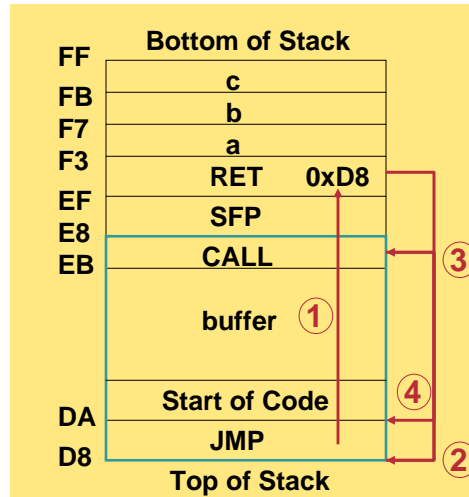 Bottom of Stack
FF
c
FB
b
F7
a
F3
RET 0xD8
EF
SFP
E8
CALL
EB
③
buffer
①
④
Start of Code
DA
JMP
D8
②
Top of Stack